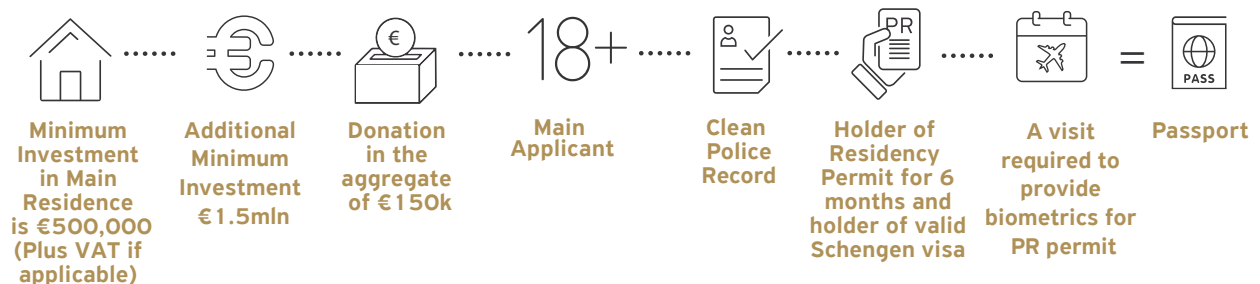 €
18+
PR
PASS
Minimum
Investment
in Main
Residence
is €500,000
(Plus VAT if
applicable)
Additional
Minimum
Investment
€1.5mln
Donation
in the
aggregate
of €150k
Main
Applicant
Clean
Police
Record
Holder of
Residency
Permit for 6
months and
holder of valid
Schengen visa
A visit
required to
provide
biometrics for
PR permit
Passport